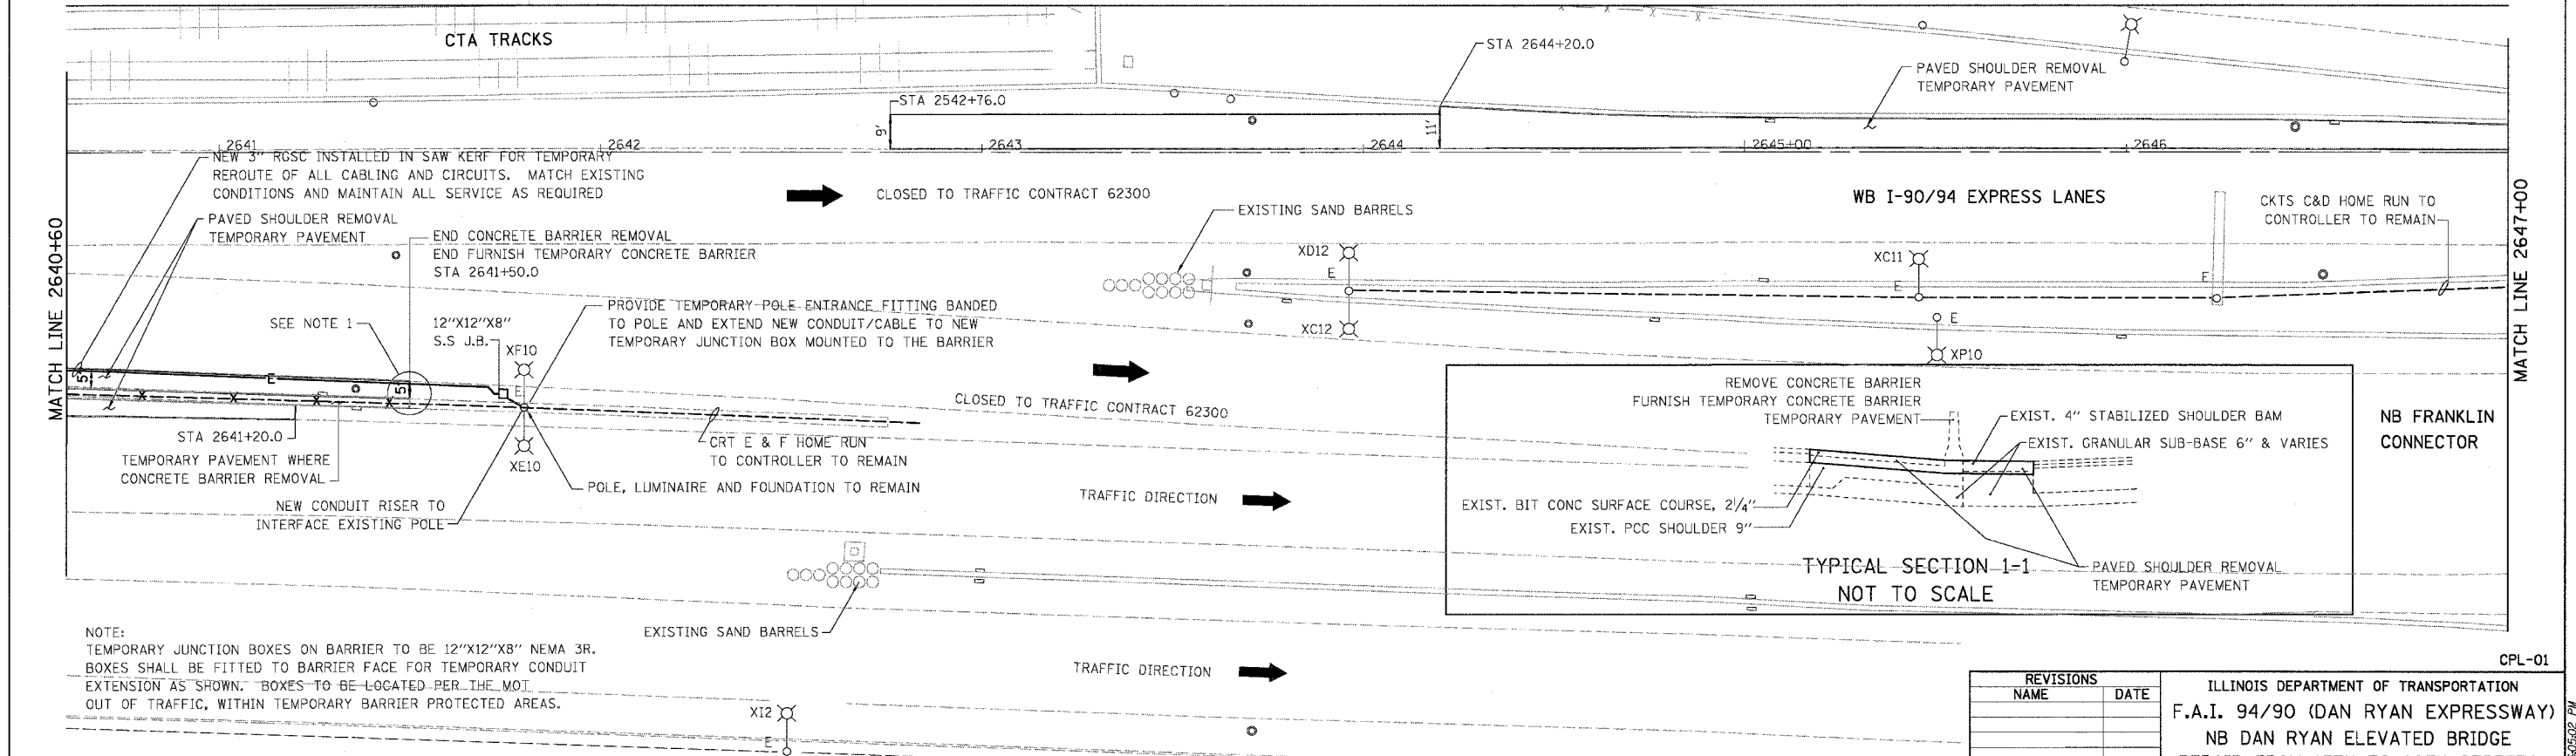 CTA TRACKS
STA 2644+20.0
PAVED SHOULDER REMOVAL
TEMPORARY PAVEMENT
STA 2542+76.0
9'
11'
2641
2642
2643
2644
2645+00
2646
NEW 3" RGSC INSTALLED IN SAW KERF FOR TEMPORARY
REROUTE OF ALL CABLING AND CIRCUITS. MATCH EXISTING
CONDITIONS AND MAINTAIN ALL SERVICE AS REQUIRED
CLOSED TO TRAFFIC CONTRACT 62300
WB I-90/94 EXPRESS LANES
CKTS C&D HOME RUN TO
CONTROLLER TO REMAIN
MATCH LINE 2640+60
MATCH LINE 2647+00
PAVED SHOULDER REMOVAL
TEMPORARY PAVEMENT
END CONCRETE BARRIER REMOVAL
END FURNISH TEMPORARY CONCRETE BARRIER
STA 2641+50.0
EXISTING SAND BARRELS
XD12
E
XC11
E
E
XC12
E
XP10
PROVIDE TEMPORARY POLE ENTRANCE FITTING BANDED
TO POLE AND EXTEND NEW CONDUIT/CABLE TO NEW
TEMPORARY JUNCTION BOX MOUNTED TO THE BARRIER
SEE NOTE 1
12"X12"X8"
S.S J.B.
XF10
E
5'
E
5'
X
X
X
X
CLOSED TO TRAFFIC CONTRACT 62300
STA 2641+20.0
TEMPORARY PAVEMENT WHERE
CONCRETE BARRIER REMOVAL
XE10
CRT E & F HOME RUN
TO CONTROLLER TO REMAIN
POLE, LUMINAIRE AND FOUNDATION TO REMAIN
NEW CONDUIT RISER TO
INTERFACE EXISTING POLE
TRAFFIC DIRECTION
REMOVE CONCRETE BARRIER
FURNISH TEMPORARY CONCRETE BARRIER
TEMPORARY PAVEMENT
EXIST. 4" STABILIZED SHOULDER BAM
EXIST. GRANULAR SUB-BASE 6" & VARIES
EXIST. BIT CONC SURFACE COURSE, 2¼"
EXIST. PCC SHOULDER 9"
TYPICAL SECTION 1-1
NOT TO SCALE
PAVED SHOULDER REMOVAL
TEMPORARY PAVEMENT
NB FRANKLIN
CONNECTOR
EXISTING SAND BARRELS
TRAFFIC DIRECTION
NOTE:
TEMPORARY JUNCTION BOXES ON BARRIER TO BE 12"X12"X8" NEMA 3R.
BOXES SHALL BE FITTED TO BARRIER FACE FOR TEMPORARY CONDUIT
EXTENSION AS SHOWN. BOXES TO BE LOCATED PER THE MOT
OUT OF TRAFFIC, WITHIN TEMPORARY BARRIER PROTECTED AREAS.
XI2
E
CPL-01
REVISIONS
NAME DATE
ILLINOIS DEPARTMENT OF TRANSPORTATION
F.A.I. 94/90 (DAN RYAN EXPRESSWAY)
NB DAN RYAN ELEVATED BRIDGE